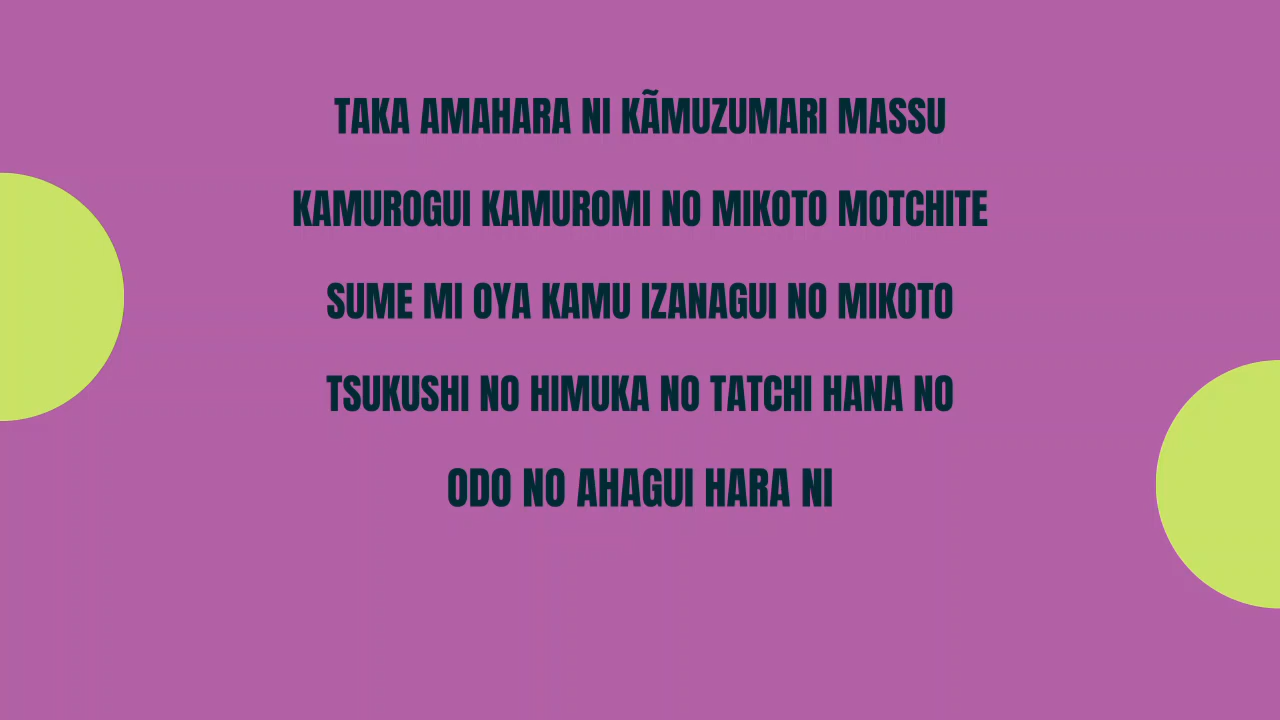 TAKA AMAHARA NI KÃMUZUMARI MASSU
KAMUROGUI KAMUROMI NO MIKOTO MOTCHITE
SUME MI OYA KAMU IZANAGUI NO MIKOTO
TSUKUSHI NO HIMUKA NO TATCHI HANA NO
ODO NO AHAGUI HARA NI